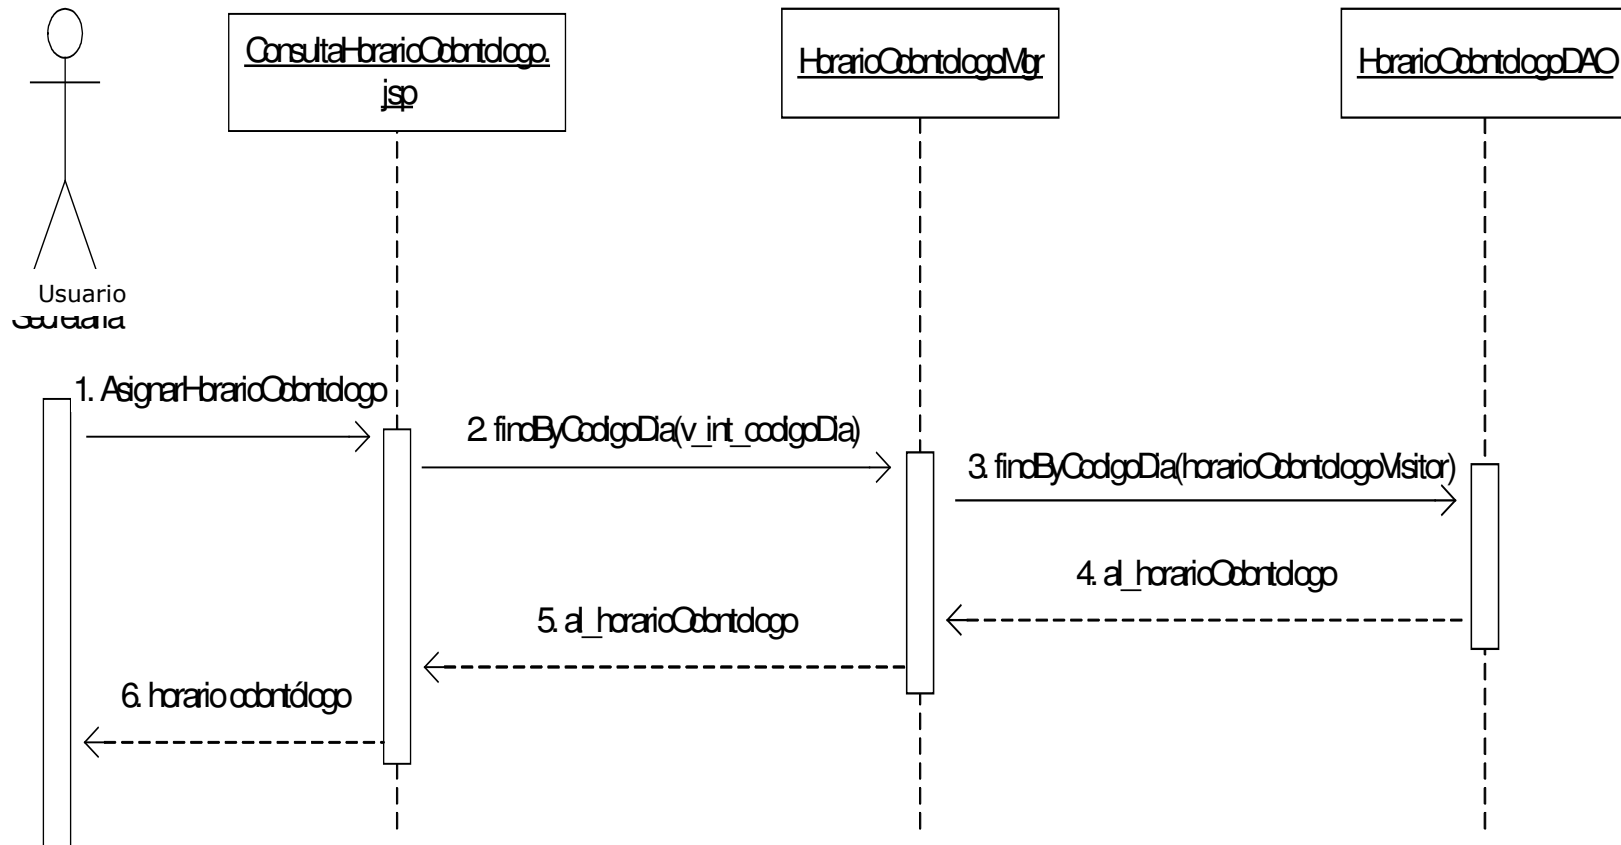 ConsultaHorarioOdontologo.
jsp
HorarioOdontologoMgr
HorarioOdontologoDAO
Usuario
Secretaria
1. AsignarHorarioOdontologo
2. findByCodigoDia(v_int_codigoDia)
3. findByCodigoDia(horarioOdontologoVisitor)
4. al_horarioOdontologo
5. al_horarioOdontologo
6. horario odontólogo